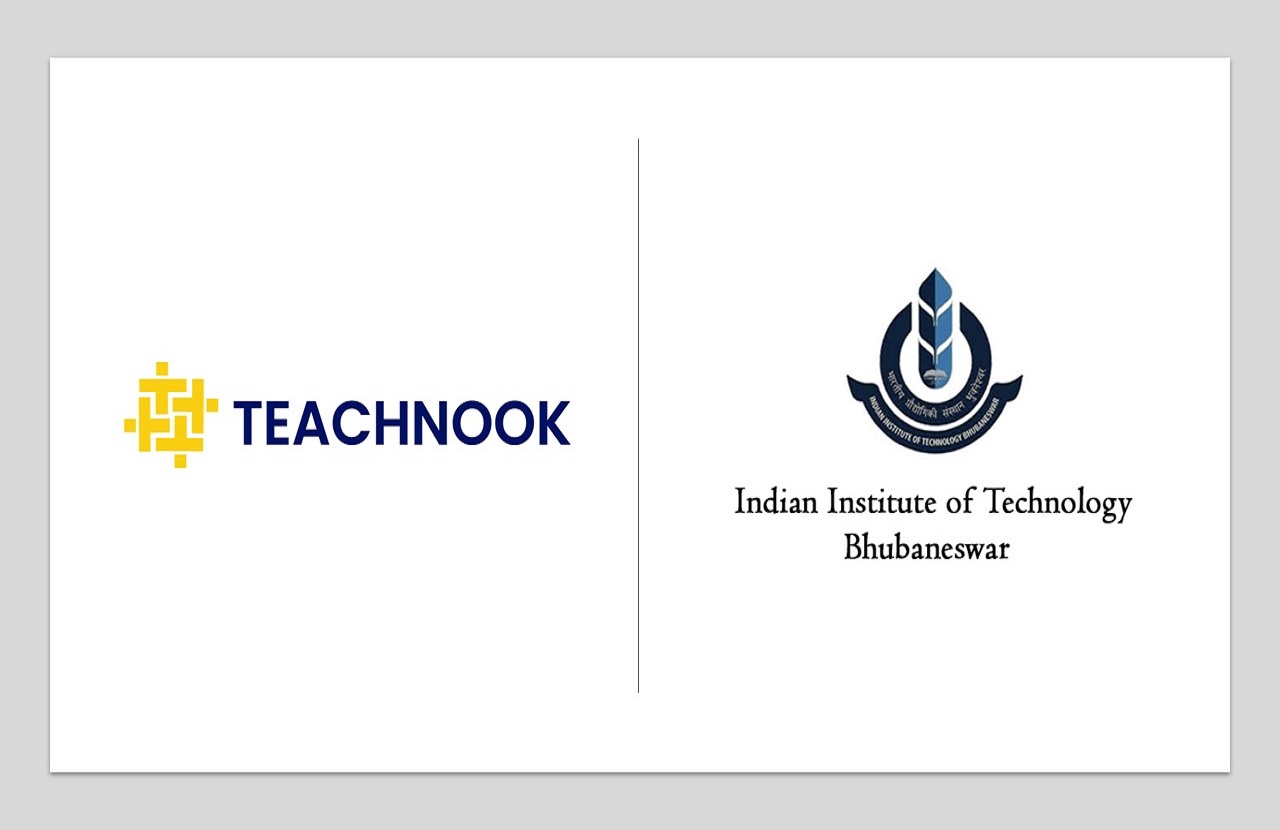 TEACHNOOK
भारतीय प्रौद्योगिकी संस्थान भुवनेश्वर
INDIAN INSTITUTE OF TECHNOLOGY BHUBANESWAR
Indian Institute of Technology
Bhubaneswar